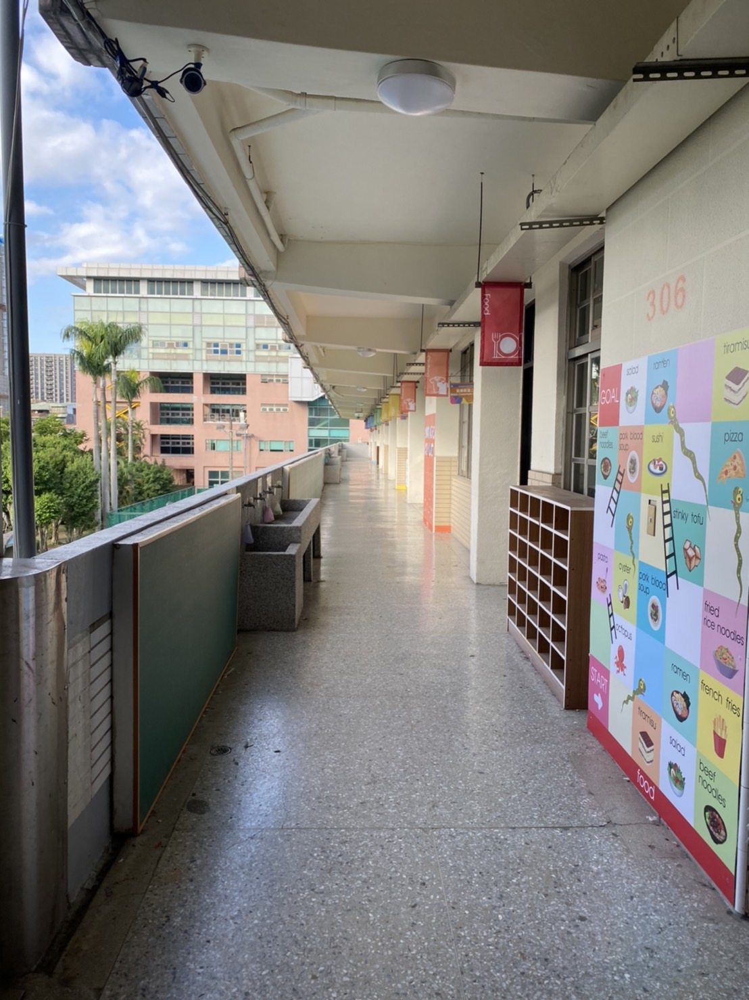 Food
306
tiramisu
salad
ramen
GOAL
beef
noodles
pork blood
soup
sushi
pizza
stinky tofu
pasta
oyster
pork blood
soup
fried
rice noodles
octopus
START
ramen
french fries
tiramisu
salad
beef
noodles
food